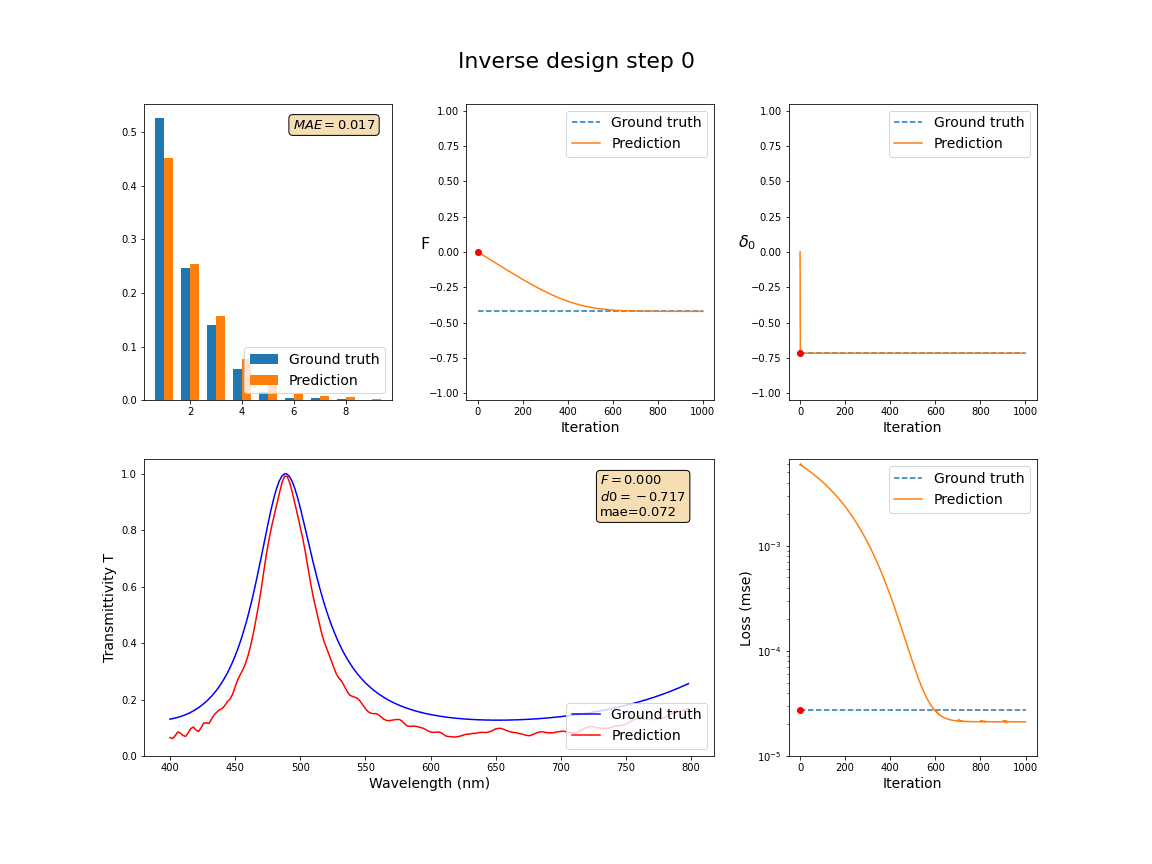 Inverse design step 0
0.5
0.4
0.3
0.2
0.1
0.0
2
4
6
8
MAE = 0.017
Ground truth
Prediction
F
1.00
0.75
0.50
0.25
0.00
−0.25
−0.50
−0.75
−1.00
0
200
400
600
800
1000
Iteration
Ground truth
Prediction
δ₀
1.00
0.75
0.50
0.25
0.00
−0.25
−0.50
−0.75
−1.00
0
200
400
600
800
1000
Iteration
Ground truth
Prediction
Transmittivity T
1.0
0.8
0.6
0.4
0.2
0.0
400
450
500
550
600
650
700
750
800
Wavelength (nm)
F = 0.000
d0 = −0.717
mae=0.072
Ground truth
Prediction
Loss (mse)
10⁻³
10⁻⁴
10⁻⁵
0
200
400
600
800
1000
Iteration
Ground truth
Prediction